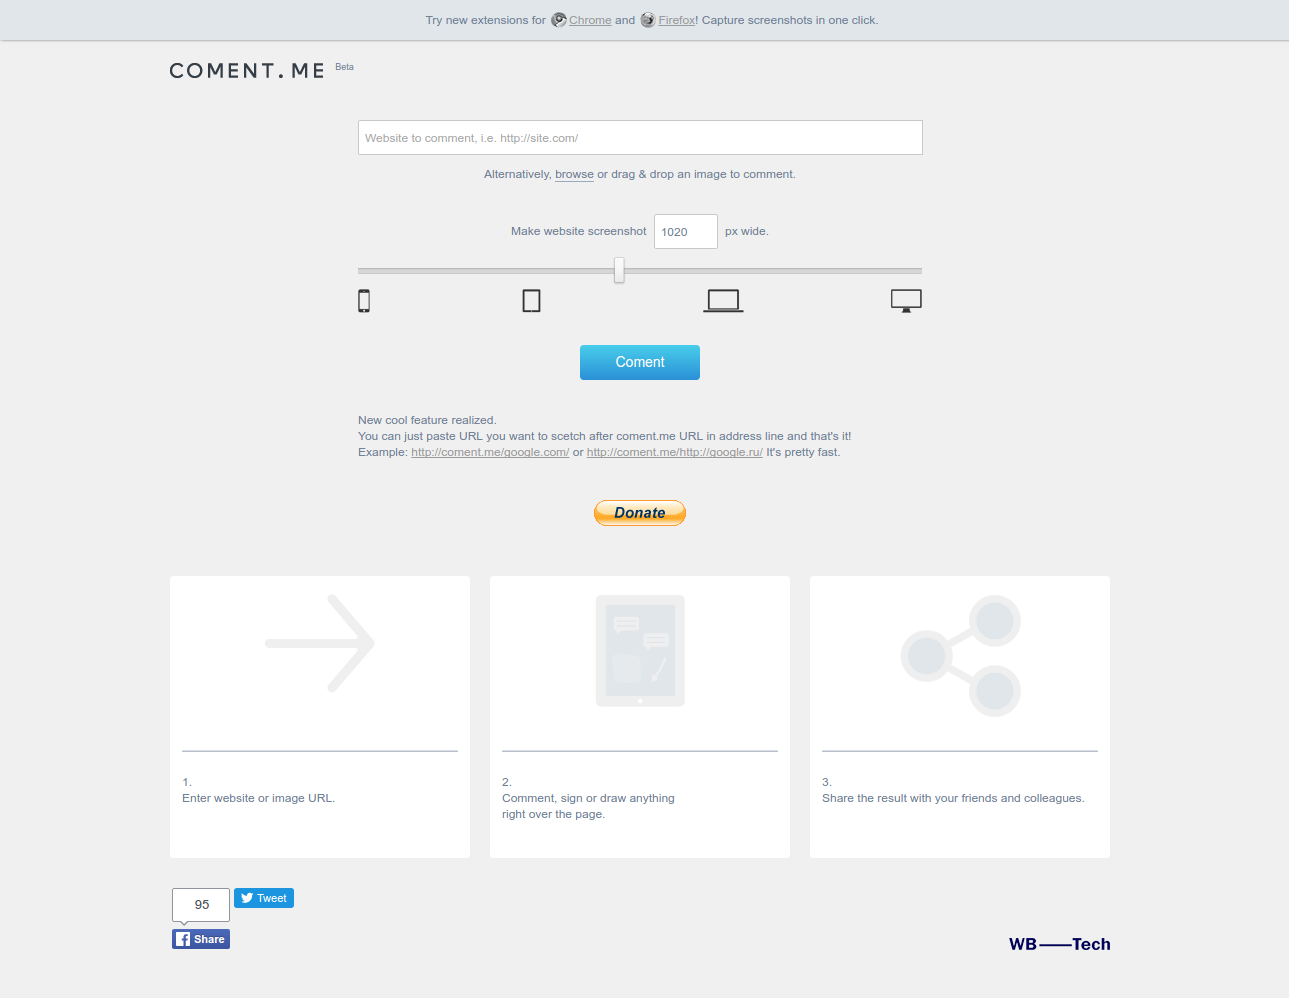 Try new extensions for Chrome and Firefox! Capture screenshots in one click.
COMENT.ME Beta
Website to comment, i.e. http://site.com/
Alternatively, browse or drag & drop an image to comment.
Make website screenshot 1020 px wide.
Coment
New cool feature realized.
You can just paste URL you want to scetch after coment.me URL in address line and that's it!
Example: http://coment.me/google.com/ or http://coment.me/http://google.ru/ It's pretty fast.
Donate
1.
Enter website or image URL.
2.
Comment, sign or draw anything
right over the page.
3.
Share the result with your friends and colleagues.
95
Tweet
Share
WB—Tech